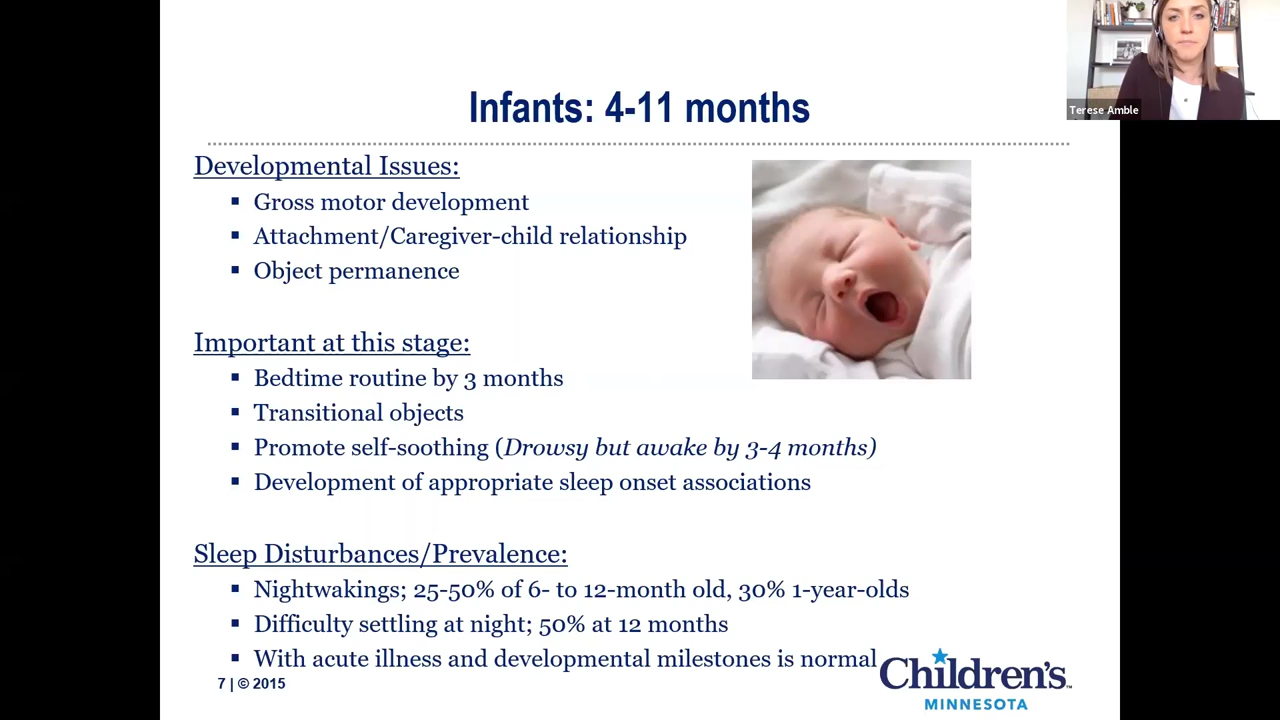 Terese Amble
Infants: 4-11 months
Developmental Issues:
▪ Gross motor development
▪ Attachment/Caregiver-child relationship
▪ Object permanence
Important at this stage:
▪ Bedtime routine by 3 months
▪ Transitional objects
▪ Promote self-soothing (Drowsy but awake by 3-4 months)
▪ Development of appropriate sleep onset associations
Sleep Disturbances/Prevalence:
▪ Nightwakings; 25-50% of 6- to 12-month old, 30% 1-year-olds
▪ Difficulty settling at night; 50% at 12 months
▪ With acute illness and developmental milestones is normal
7 | © 2015
Children's™
MINNESOTA